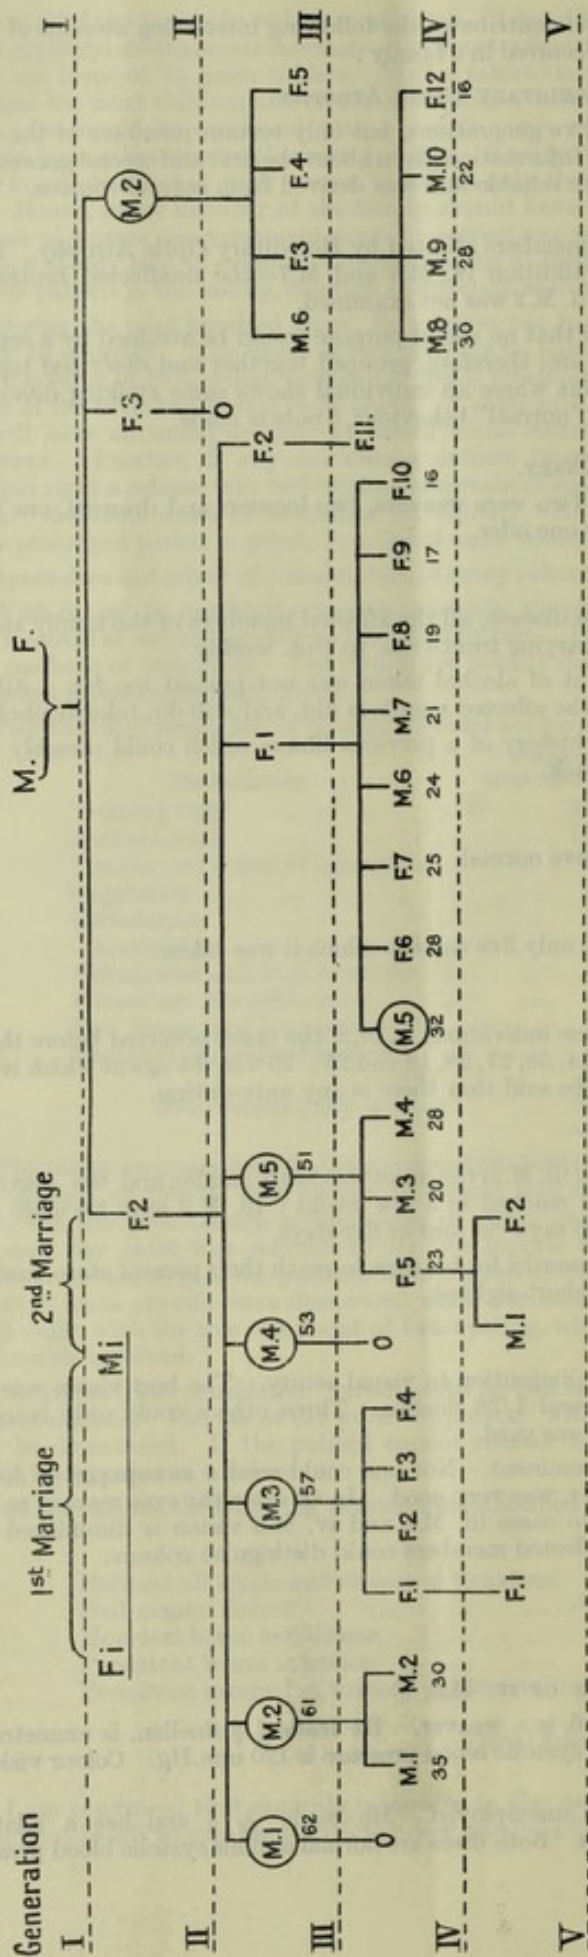 M. F.
1st Marriage 2nd Marriage
Generation
Fi Mi i
I I
F.2 F.3 M.2
II II
M.1 M.2 M.3 M.4 M.5 F.1 F.2 O M.6 F.3 F.4 F.5
62 61 57 53 51
III III
O M.1 M.2 F.1 F.2 F.3 F.4 O F.5 M.3 M.4 M.5 F.6 F.7 M.6 M.7 F.8 F.9 F.10 F.11 M.8 M.9 M.10 F.12
35 30 23 20 28 32 28 25 24 21 19 17 16 30 28 22 16
IV IV
F.1 M.1 F.2
V V